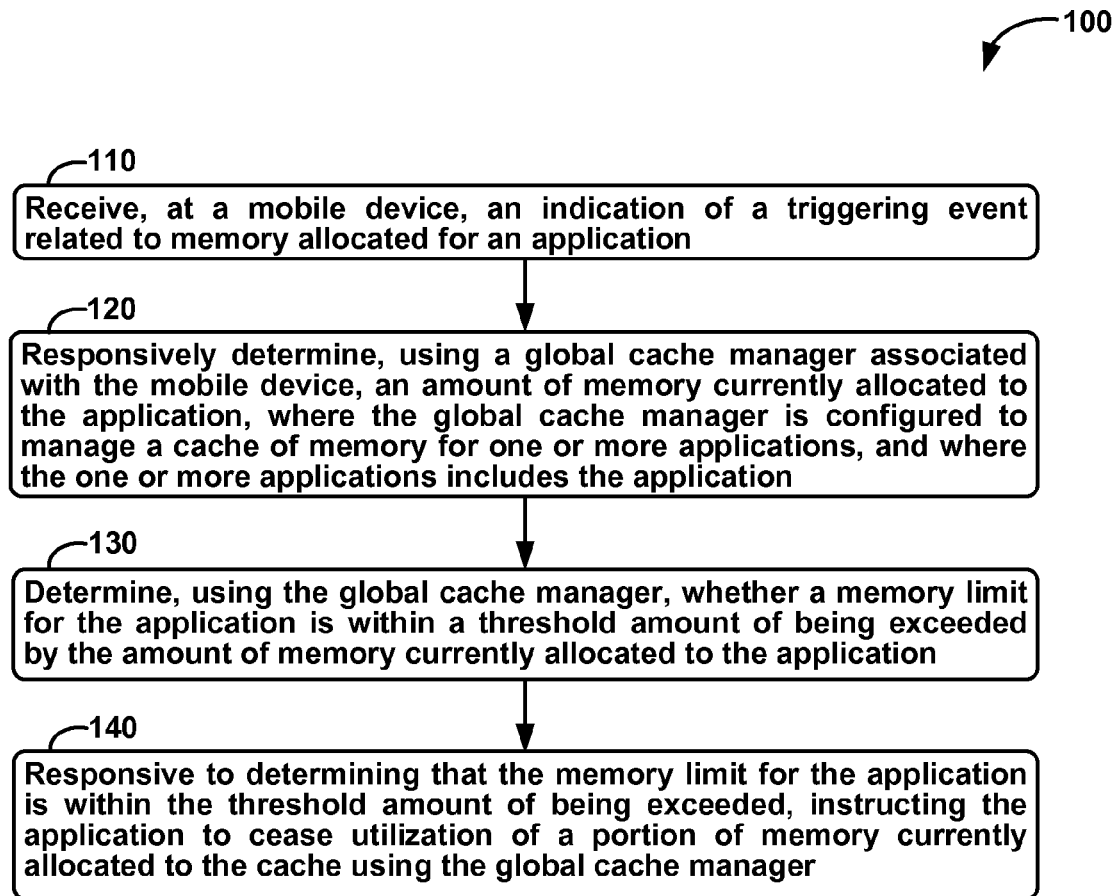 100
110
Receive, at a mobile device, an indication of a triggering event
related to memory allocated for an application
120
Responsively determine, using a global cache manager associated
with the mobile device, an amount of memory currently allocated to
the application, where the global cache manager is configured to
manage a cache of memory for one or more applications, and where
the one or more applications includes the application
130
Determine, using the global cache manager, whether a memory limit
for the application is within a threshold amount of being exceeded
by the amount of memory currently allocated to the application
140
Responsive to determining that the memory limit for the application
is within the threshold amount of being exceeded, instructing the
application to cease utilization of a portion of memory currently
allocated to the cache using the global cache manager